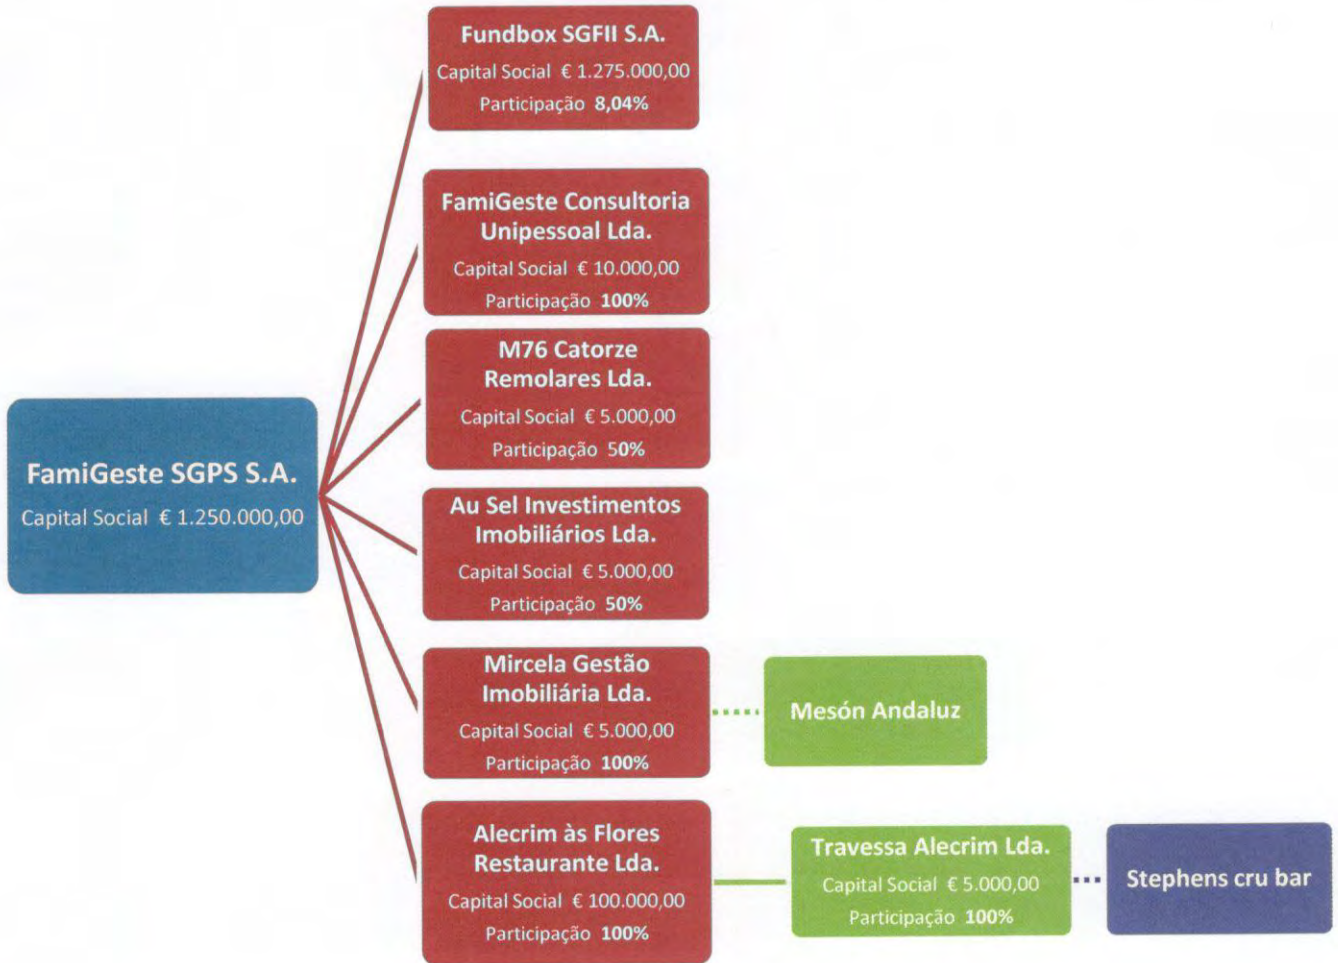 Fundbox SGFII S.A.
Capital Social € 1.275.000,00
Participação 8,04%
FamiGeste Consultoria
Unipessoal Lda.
Capital Social € 10.000,00
Participação 100%
M76 Catorze
Remolares Lda.
Capital Social € 5.000,00
Participação 50%
FamiGeste SGPS S.A.
Capital Social € 1.250.000,00
Au Sel Investimentos
Imobiliários Lda.
Capital Social € 5.000,00
Participação 50%
Mircela Gestão
Imobiliária Lda.
Capital Social € 5.000,00
Participação 100%
Mesón Andaluz
Alecrim às Flores
Restaurante Lda.
Capital Social € 100.000,00
Participação 100%
Travessa Alecrim Lda.
Capital Social € 5.000,00
Participação 100%
Stephens cru bar